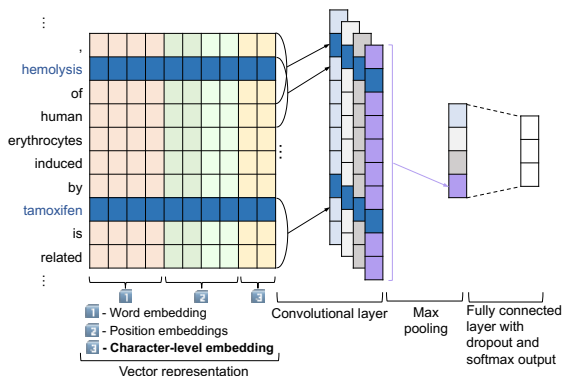 ⋮
,
hemolysis
of
human
erythrocytes
induced
by
tamoxifen
is
related
⋮
⋮
1 2 3
1 - Word embedding
2 - Position embeddings
3 - Character-level embedding
Vector representation
Convolutional layer
Max
pooling
Fully connected
layer with
dropout and
softmax output